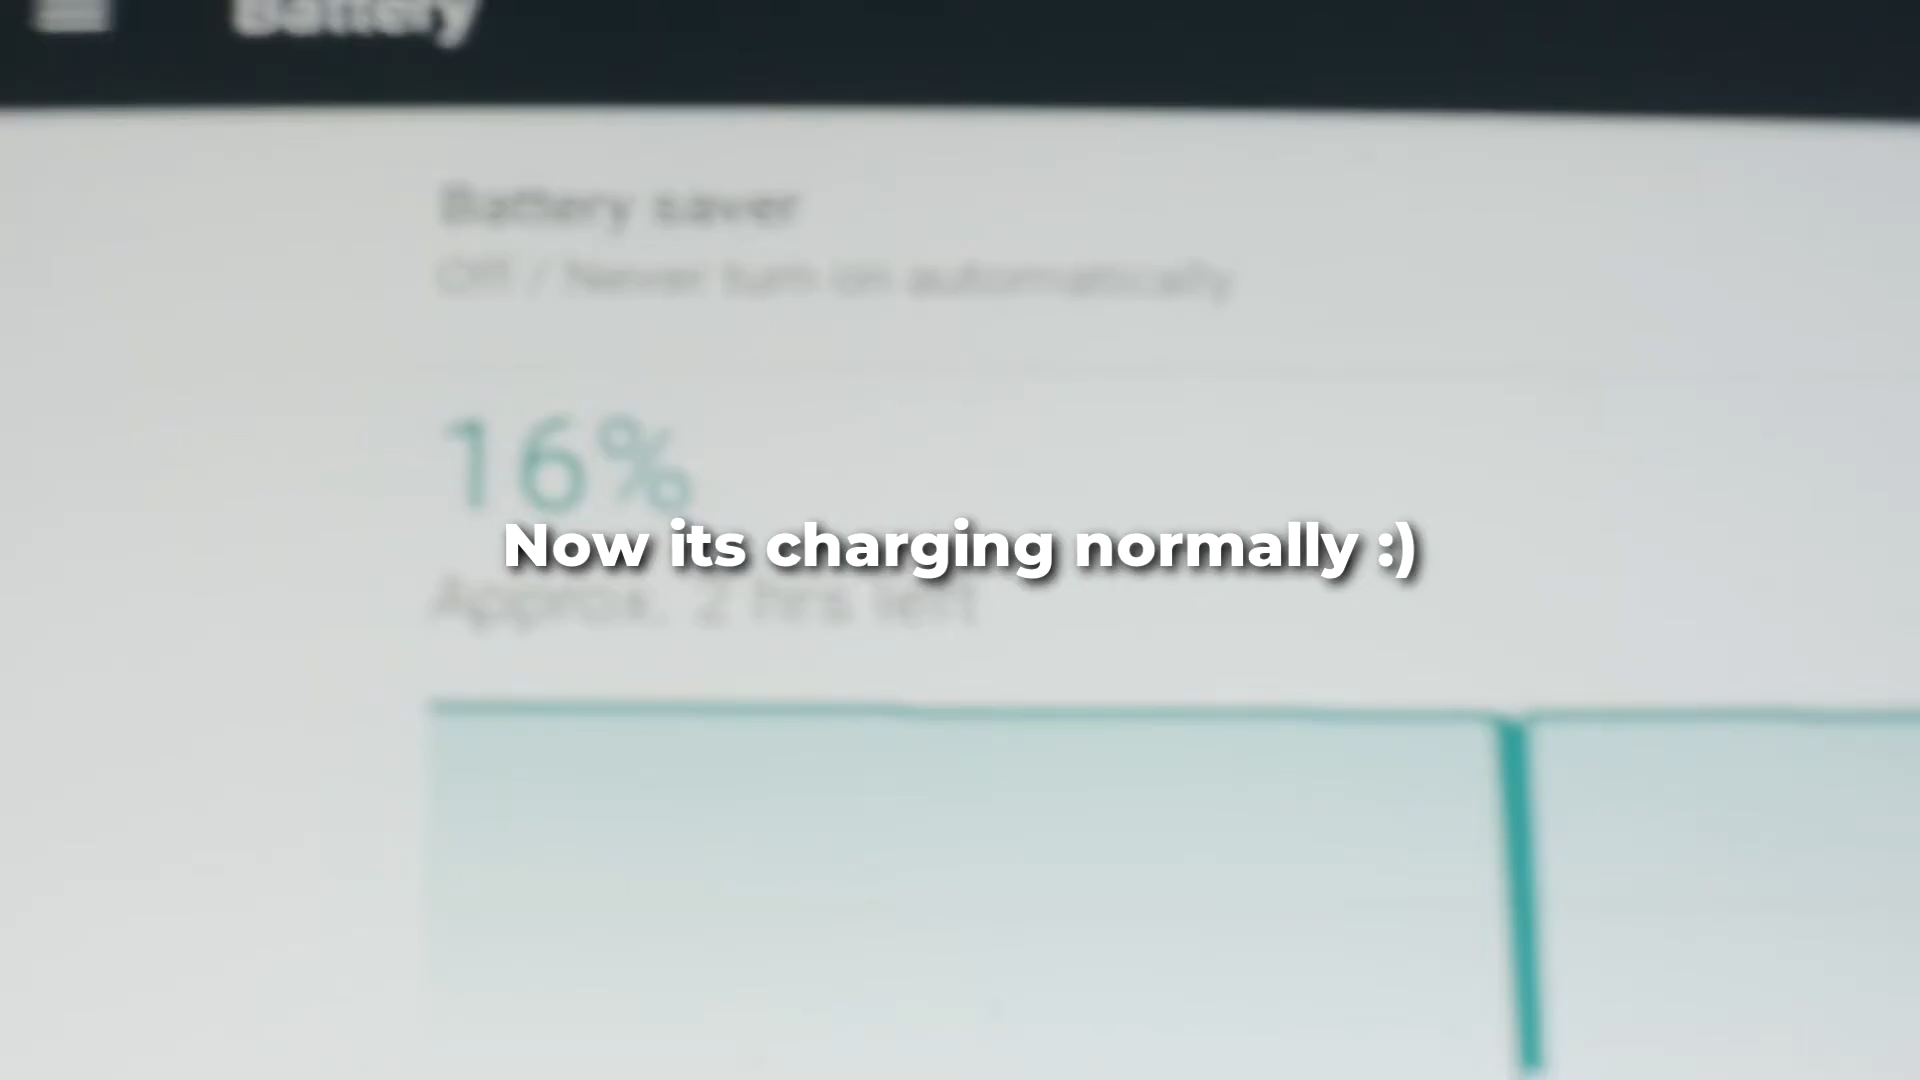 Battery
Battery saver
Off / Never turn on automatically
16%
Now its charging normally :)
Approx. 2 hrs left